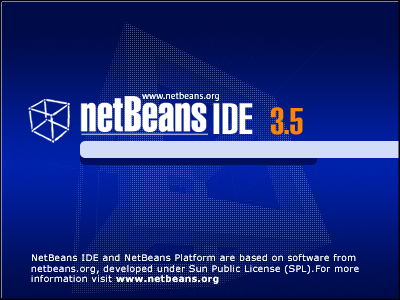 www.netbeans.org
netBeans IDE 3.5
NetBeans IDE and NetBeans Platform are based on software from
netbeans.org, developed under Sun Public License (SPL).For more
information visit www.netbeans.org